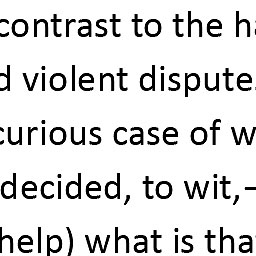 contrast to the ha
d violent dispute
curious case of w
decided, to wit,–
help) what is tha